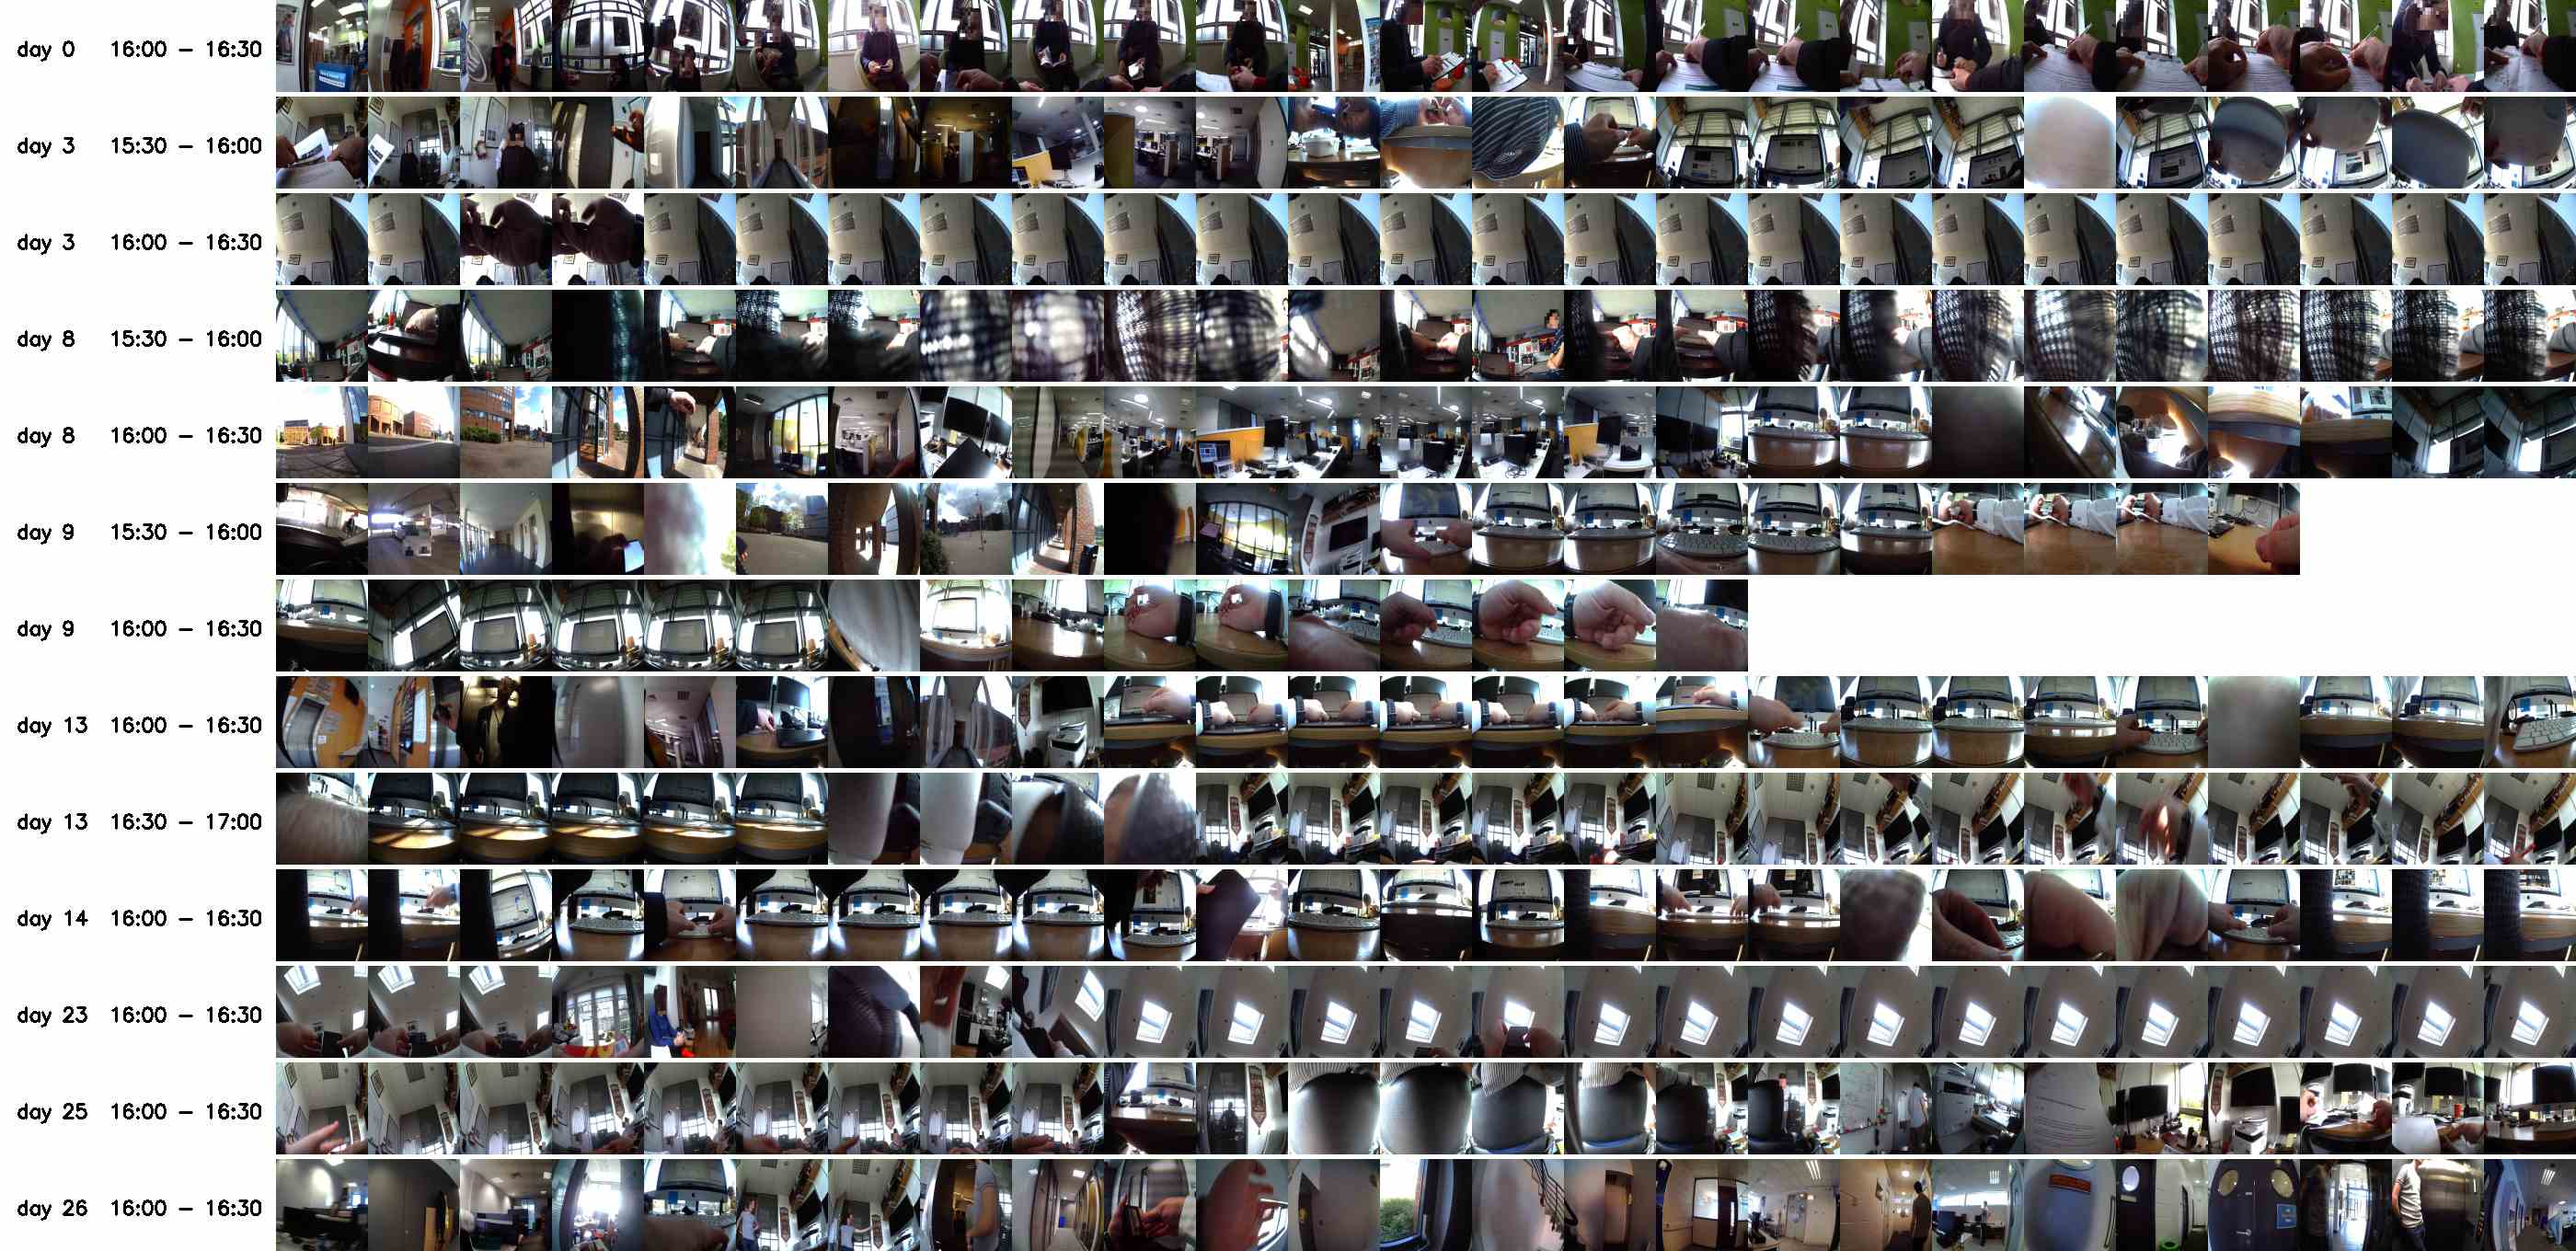 day 0 16:00 - 16:30
day 3 15:30 - 16:00
day 3 16:00 - 16:30
day 8 15:30 - 16:00
day 8 16:00 - 16:30
day 9 15:30 - 16:00
day 9 16:00 - 16:30
day 13 16:00 - 16:30
day 13 16:30 - 17:00
day 14 16:00 - 16:30
day 23 16:00 - 16:30
day 25 16:00 - 16:30
day 26 16:00 - 16:30